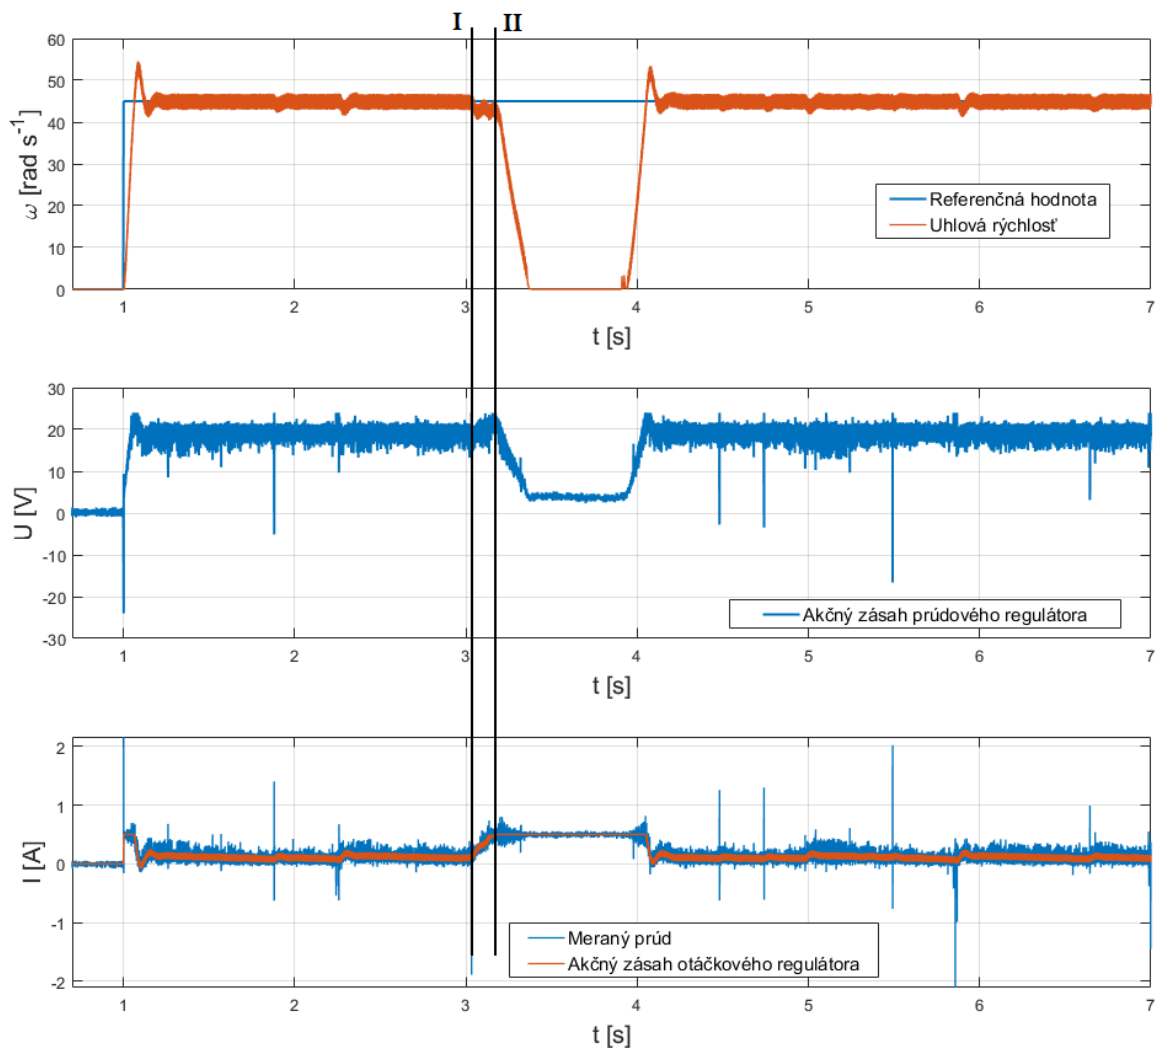 I II
60
50
40
30
20
10
0
ω [rad s⁻¹]
Referenčná hodnota
Uhlová rýchlosť
1 2 3 4 5 6 7
t [s]
30
20
10
0
-10
-20
-30
U [V]
Akčný zásah prúdového regulátora
1 2 3 4 5 6 7
t [s]
2
1
0
-1
-2
I [A]
Meraný prúd
Akčný zásah otáčkového regulátora
1 2 3 4 5 6 7
t [s]